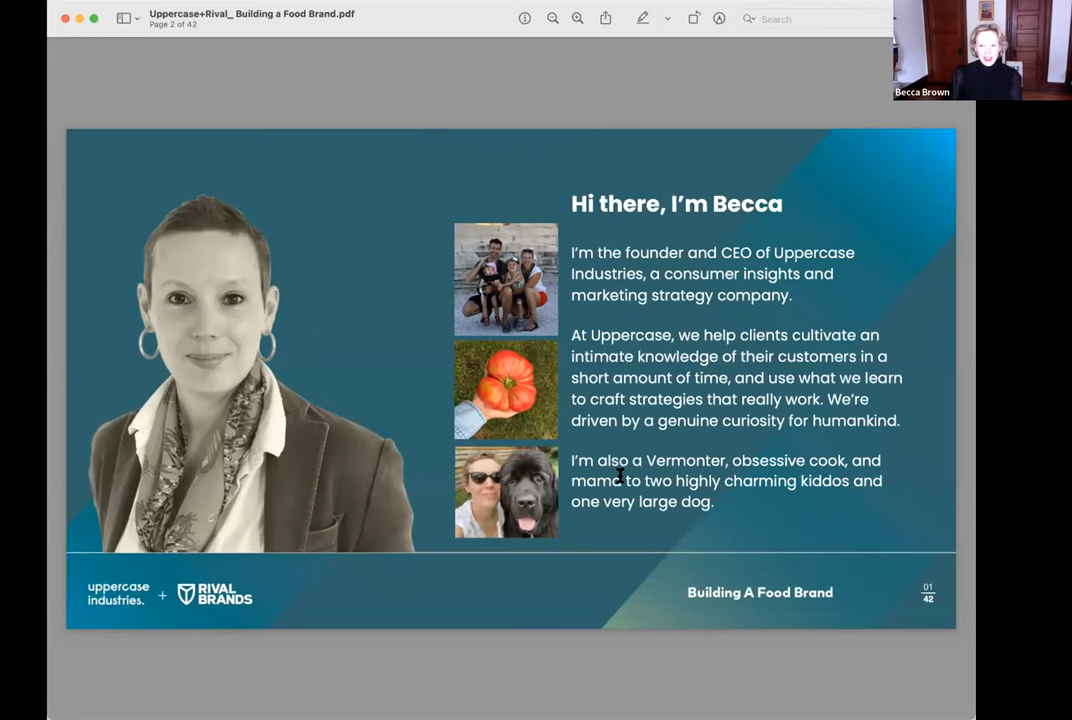 Uppercase+Rival_ Building a Food Brand.pdf
Page 2 of 42
Search
Becca Brown
Hi there, I'm Becca
I'm the founder and CEO of Uppercase
Industries, a consumer insights and
marketing strategy company.
At Uppercase, we help clients cultivate an
intimate knowledge of their customers in a
short amount of time, and use what we learn
to craft strategies that really work. We're
driven by a genuine curiosity for humankind.
I'm also a Vermonter, obsessive cook, and
mama to two highly charming kiddos and
one very large dog.
uppercase
industries.
+
RIVAL
BRANDS
Building A Food Brand
01
42